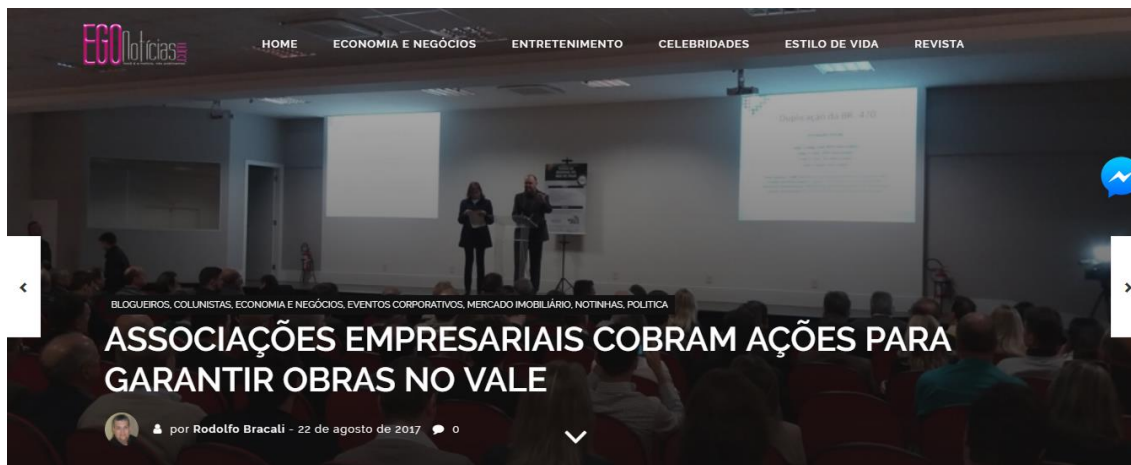 EGONotícias
HOME ECONOMIA E NEGÓCIOS ENTRETENIMENTO CELEBRIDADES ESTILO DE VIDA REVISTA
BLOGUEIROS, COLUNISTAS, ECONOMIA E NEGÓCIOS, EVENTOS CORPORATIVOS, MERCADO IMOBILIÁRIO, NOTINHAS, POLITICA
ASSOCIAÇÕES EMPRESARIAIS COBRAM AÇÕES PARA
GARANTIR OBRAS NO VALE
por Rodolfo Bracali - 22 de agosto de 2017 0